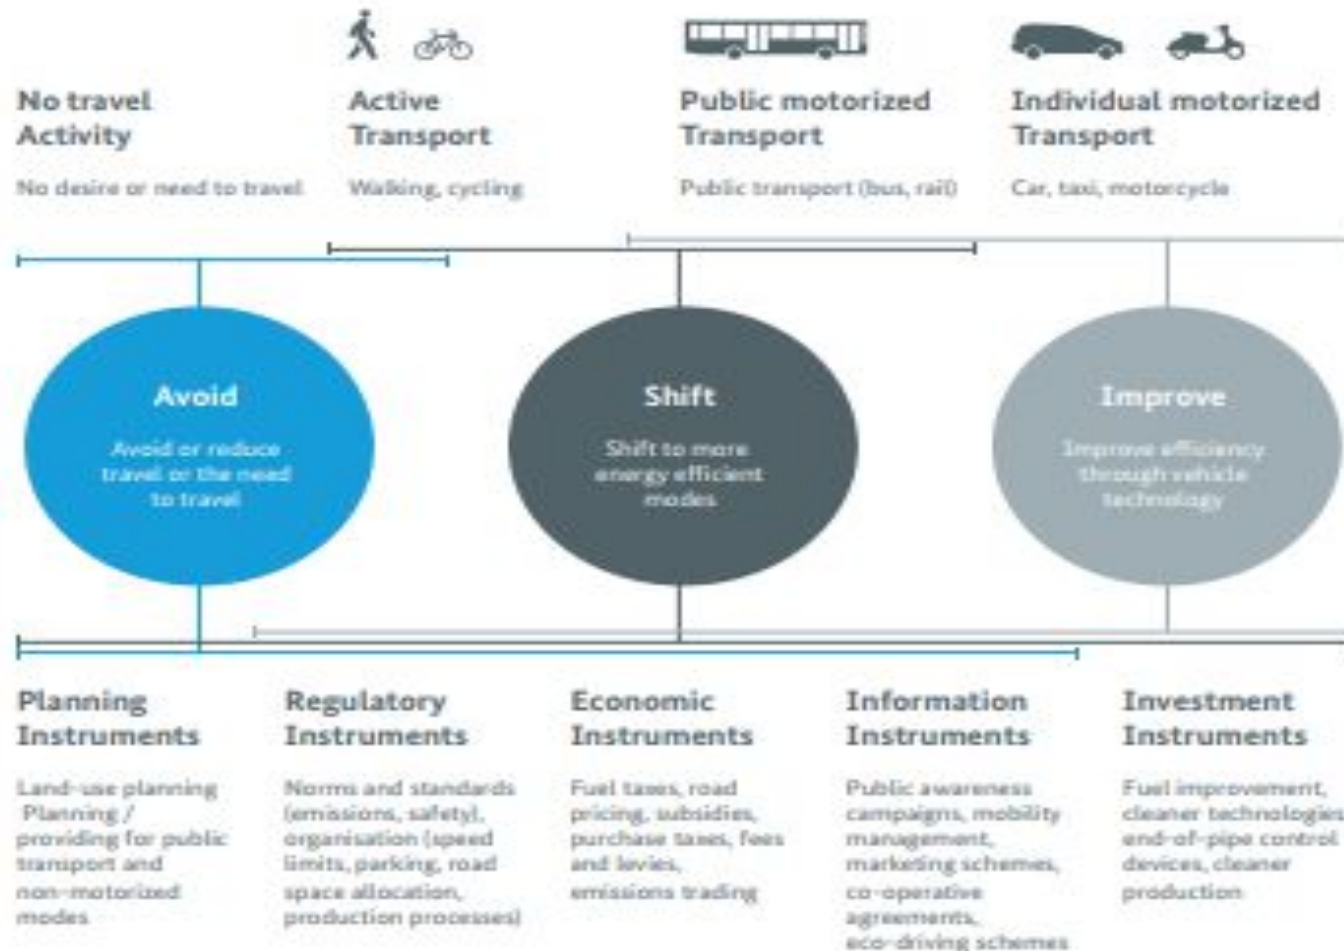 No travel
Activity
No desire or need to travel
Active
Transport
Walking, cycling
Public motorized
Transport
Public transport (bus, rail)
Individual motorized
Transport
Car, taxi, motorcycle
Avoid
Avoid or reduce
travel or the need
to travel
Shift
Shift to more
energy efficient
modes
Improve
Improve efficiency
through vehicle
technology
Planning
Instruments
Land-use planning
Planning /
providing for public
transport and
non-motorized
modes
Regulatory
Instruments
Norms and standards
(emissions, safety),
organisation (speed
limits, parking, road
space allocation,
production processes)
Economic
Instruments
Fuel taxes, road
pricing, subsidies,
purchase taxes, fees
and levies,
emissions trading
Information
Instruments
Public awareness
campaigns, mobility
management,
marketing schemes,
co-operative
agreements,
eco-driving schemes
Investment
Instruments
Fuel improvement,
cleaner technologies
end-of-pipe control
devices, cleaner
production